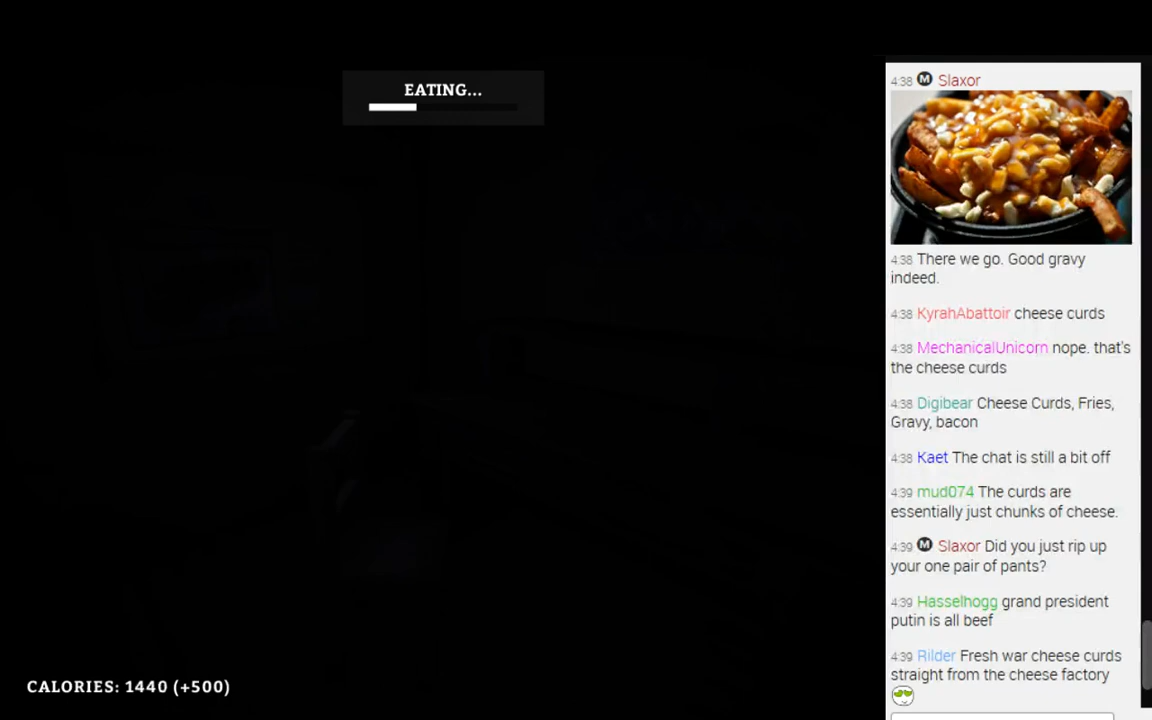 EATING...
CALORIES: 1440 (+500)
4:38 M Slaxor
4:38 There we go. Good gravy
indeed.
4:38 KyrahAbattoir cheese curds
4:38 MechanicalUnicorn nope. that's
the cheese curds
4:38 Digibear Cheese Curds, Fries,
Gravy, bacon
4:38 Kaet The chat is still a bit off
4:39 mud074 The curds are
essentially just chunks of cheese.
4:39 M Slaxor Did you just rip up
your one pair of pants?
4:39 Hasselhogg grand president
putin is all beef
4:39 Rilder Fresh war cheese curds
straight from the cheese factory